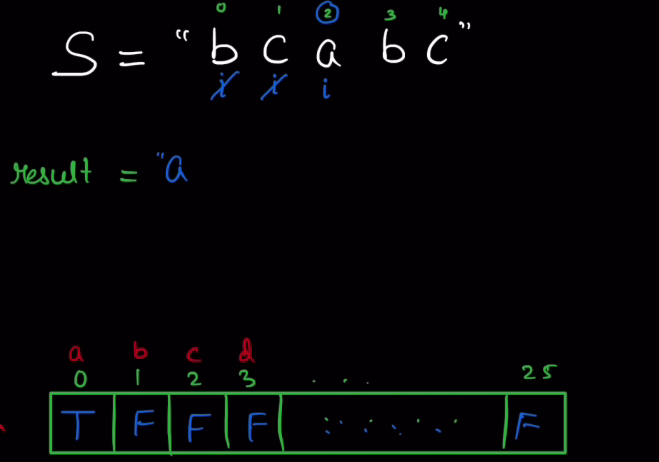 0 1 2 3 4
S = "b c a b c"
i i i
result = "a
a b c d
0 1 2 3 . . . 25
T F F F ......... F